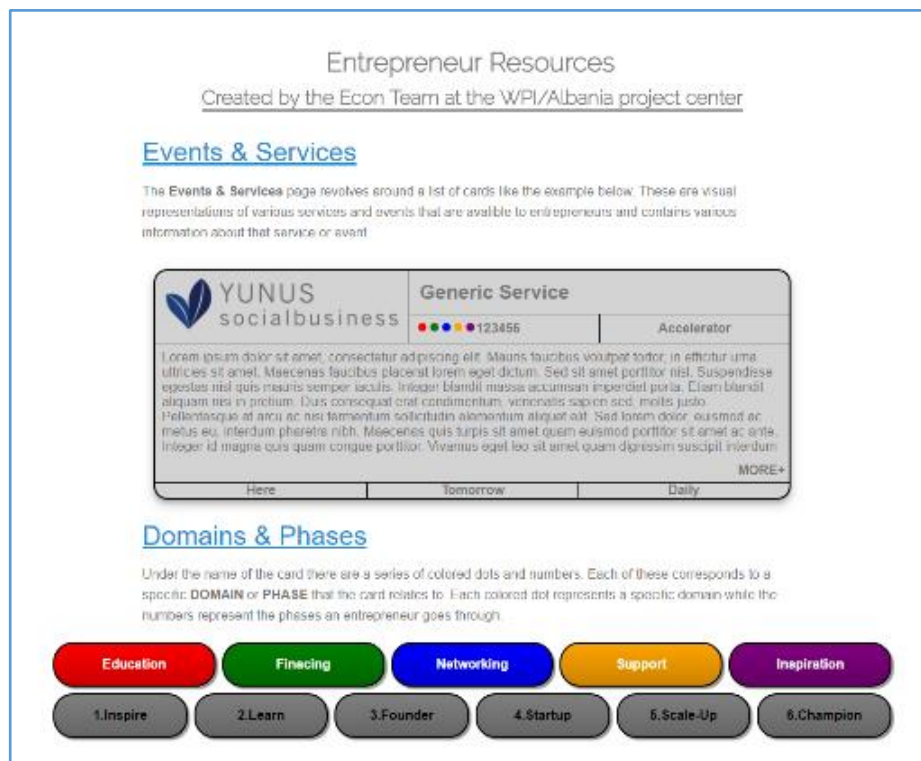 Entrepreneur Resources
Created by the Econ Team at the WPI/Albania project center
Events & Services
The Events & Services page revolves around a list of cards like the example below. These are visual
representations of various services and events that are avalible to entrepreneurs and contains various
information about that service or event
YUNUS
socialbusiness
Generic Service
123456
Accelerator
Lorem ipsum dolor sit amet, consectetur adipiscing elit. Mauris faucibus volutpat tortor, in efficitur urna
ultricies sit amet. Maecenas faucibus placerat lorem eget dictum. Sed sit amet porttitor nisl. Suspendisse
egestas nisl quis mauris semper iaculis. Integer blandit massa accumsan imperdiet porta. Etiam blandit
aliquam nisi in pretium. Duis consequat erat condimentum, venenatis sapien sed, mollis justo.
Pellentesque at arcu ac nisi fermentum sollicitudin elementum aliquet elit. Sed lorem dolor, euismod ac
metus eu, interdum pharetra nibh. Maecenas quis turpis sit amet quam euismod porttitor sit amet ac ante.
Integer id magna quis quam congue porttitor. Vivamus eget leo sit amet quam dignissim suscipit interdum
MORE+
Here
Tomorrow
Daily
Domains & Phases
Under the name of the card there are a series of colored dots and numbers. Each of these corresponds to a
specific DOMAIN or PHASE that the card relates to. Each colored dot represents a specific domain while the
numbers represent the phases an entrepreneur goes through.
Education
Finacing
Networking
Support
Inspiration
1.Inspire
2.Learn
3.Founder
4.Startup
5.Scale-Up
6.Champion